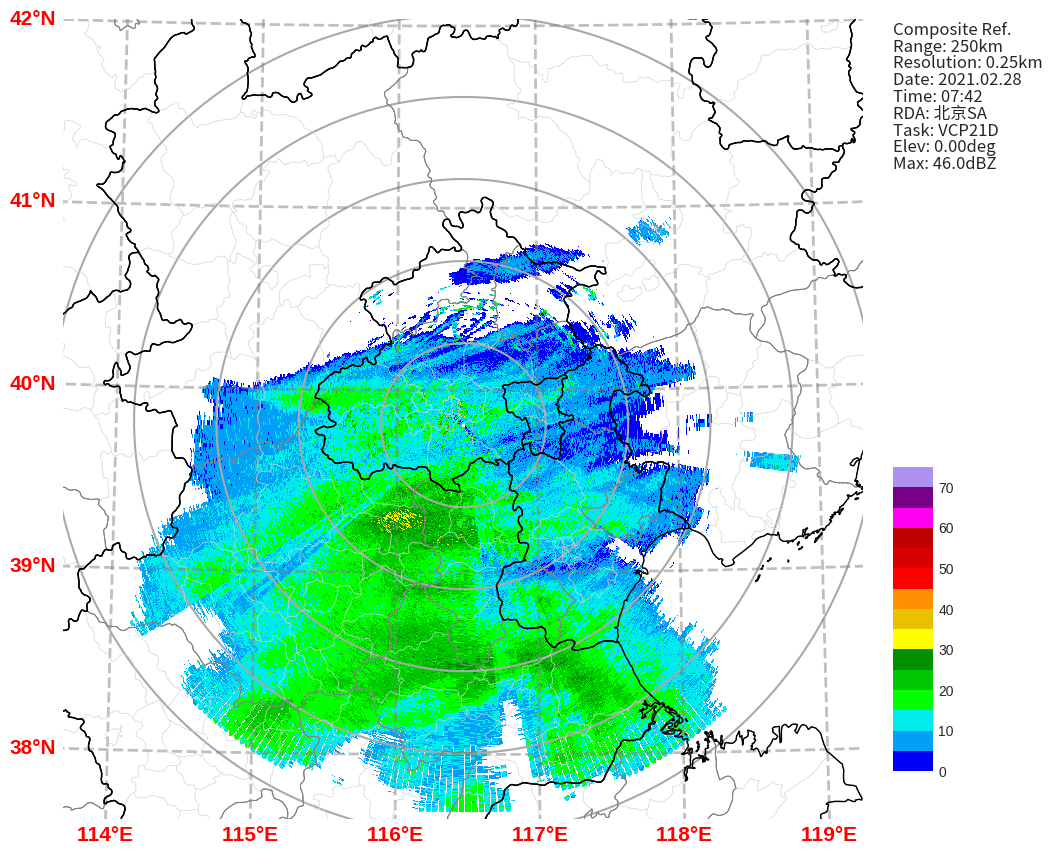 42°N
41°N
40°N
39°N
38°N
114°E
115°E
116°E
117°E
118°E
119°E
Composite Ref.
Range: 250km
Resolution: 0.25km
Date: 2021.02.28
Time: 07:42
RDA: 北京SA
Task: VCP21D
Elev: 0.00deg
Max: 46.0dBZ
70
60
50
40
30
20
10
0